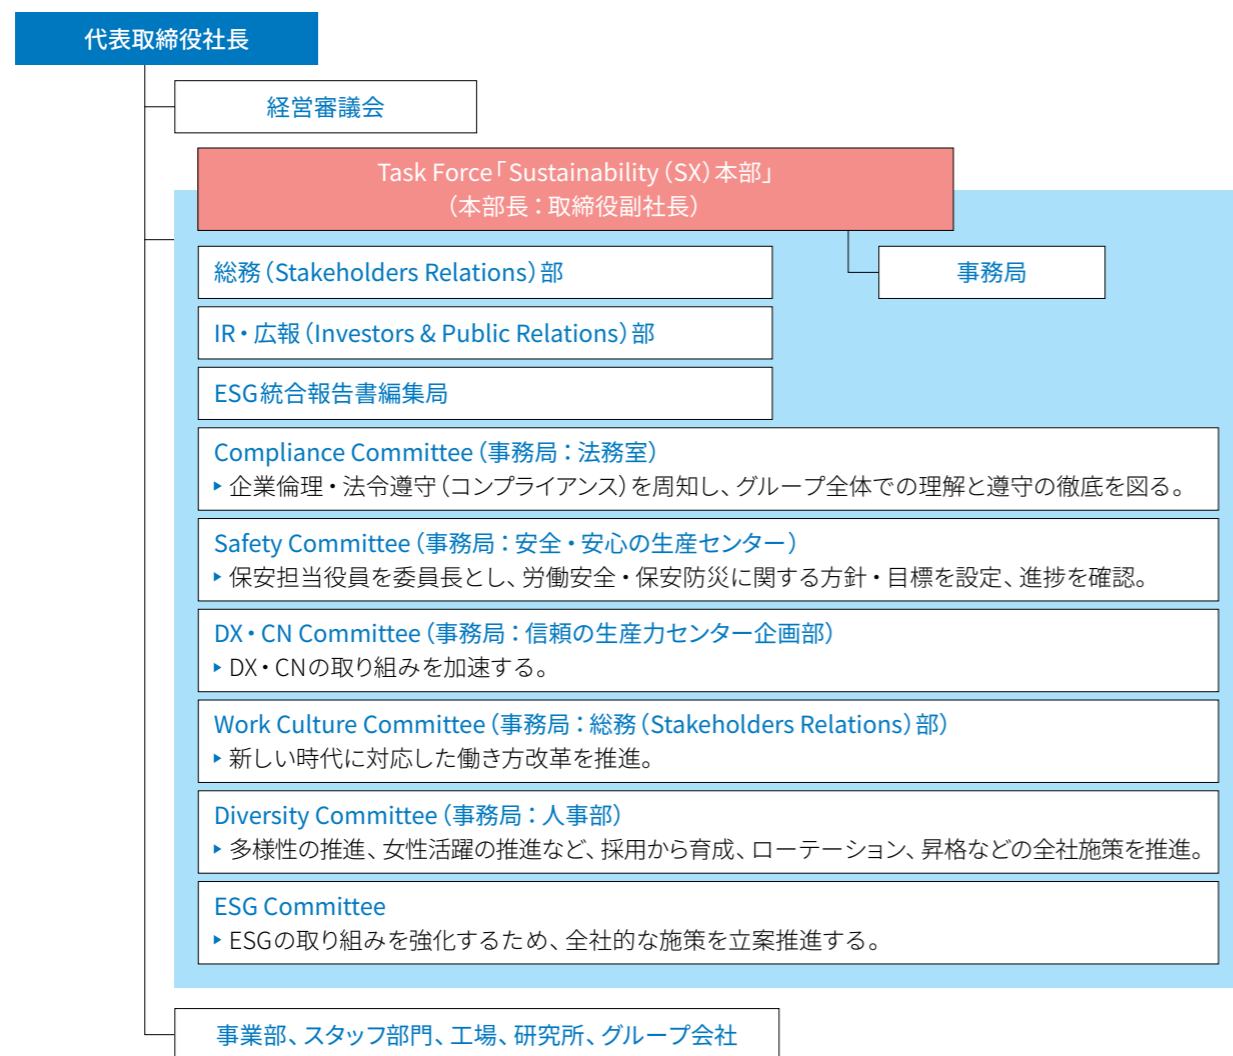 代表取締役社長
経営審議会
Task Force「Sustainability（SX）本部」
（本部長：取締役副社長）
総務（Stakeholders Relations）部
事務局
IR・広報（Investors & Public Relations）部
ESG統合報告書編集局
Compliance Committee（事務局：法務室）
▸ 企業倫理・法令遵守（コンプライアンス）を周知し、グループ全体での理解と遵守の徹底を図る。
Safety Committee（事務局：安全・安心の生産センター）
▸ 保安担当役員を委員長とし、労働安全・保安防災に関する方針・目標を設定、進捗を確認。
DX・CN Committee（事務局：信頼の生産力センター企画部）
▸ DX・CNの取り組みを加速する。
Work Culture Committee（事務局：総務（Stakeholders Relations）部）
▸ 新しい時代に対応した働き方改革を推進。
Diversity Committee（事務局：人事部）
▸ 多様性の推進、女性活躍の推進など、採用から育成、ローテーション、昇格などの全社施策を推進。
ESG Committee
▸ ESGの取り組みを強化するため、全社的な施策を立案推進する。
事業部、スタッフ部門、工場、研究所、グループ会社